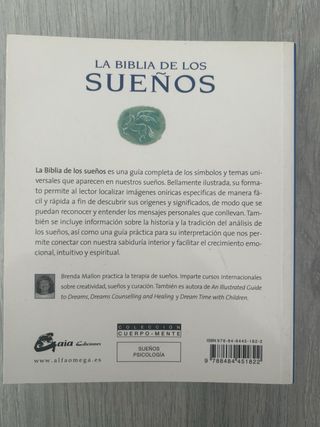 LA BIBLIA DE LOS
SUEÑOS
La Biblia de los sueños es una guía completa de los símbolos y temas uni-
versales que aparecen en nuestros sueños. Bellamente ilustrada, su forma-
to permite al lector localizar imágenes oníricas específicas de manera fá-
cil y rápida a fin de descubrir sus orígenes y significados, de modo que se
puedan reconocer y entender los mensajes personales que conllevan. Tam-
bién se incluye información sobre la historia y la tradición del análisis de
los sueños, así como una guía práctica para su interpretación que nos per-
mite conectar con nuestra sabiduría interior y facilitar el crecimiento emo-
cional, intuitivo y espiritual.
Brenda Mallon practica la terapia de sueños. Imparte cursos internacionales
sobre creatividad, sueños y curación. También es autora de An Illustrated Guide
to Dreams, Dreams Counselling and Healing y Dream Time with Children.
Gaia Ediciones
www.alfaomega.es
COLECCIÓN
CUERPO-MENTE
SUEÑOS
PSICOLOGÍA
ISBN 978-84-8445-182-2
9 788484 451822